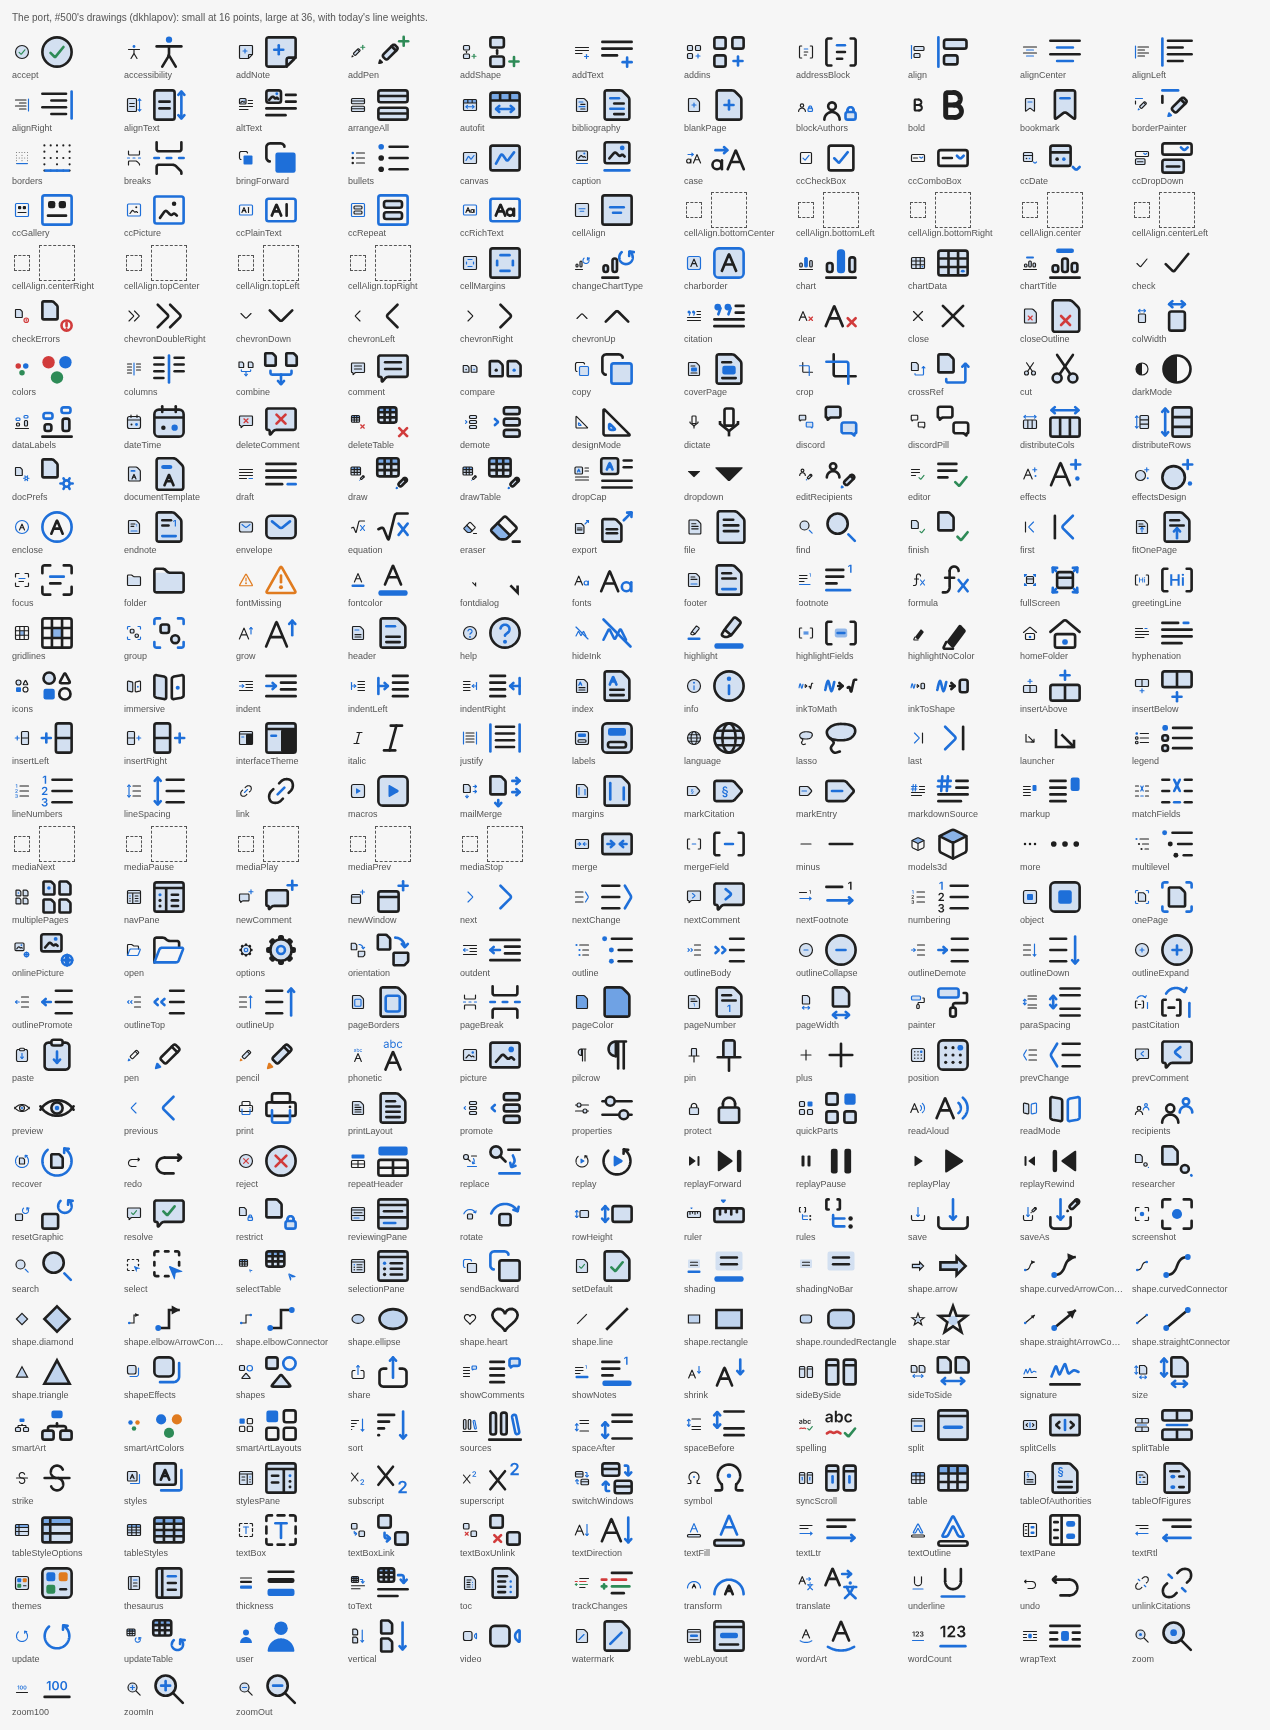 The port, #500's drawings (dkhlapov): small at 16 points, large at 36, with today's line weights.
accept accessibility addNote addPen addShape addText addins addressBlock align alignCenter alignLeft
alignRight alignText altText arrangeAll autofit bibliography blankPage blockAuthors bold bookmark borderPainter
borders breaks bringForward bullets canvas caption case ccCheckBox ccComboBox ccDate ccDropDown
ccGallery ccPicture ccPlainText ccRepeat ccRichText cellAlign cellAlign.bottomCenter cellAlign.bottomLeft cellAlign.bottomRight cellAlign.center cellAlign.centerLeft
cellAlign.centerRight cellAlign.topCenter cellAlign.topLeft cellAlign.topRight cellMargins changeChartType charborder chart chartData chartTitle check
checkErrors chevronDoubleRight chevronDown chevronLeft chevronRight chevronUp citation clear close closeOutline colWidth
colors columns combine comment compare copy coverPage crop crossRef cut darkMode
dataLabels dateTime deleteComment deleteTable demote designMode dictate discord discordPill distributeCols distributeRows
docPrefs documentTemplate draft draw drawTable dropCap dropdown editRecipients editor effects effectsDesign
enclose endnote envelope equation eraser export file find finish first fitOnePage
focus folder fontMissing fontcolor fontdialog fonts footer footnote formula fullScreen greetingLine
gridlines group grow header help hideInk highlight highlightFields highlightNoColor homeFolder hyphenation
icons immersive indent indentLeft indentRight index info inkToMath inkToShape insertAbove insertBelow
insertLeft insertRight interfaceTheme italic justify labels language lasso last launcher legend
lineNumbers lineSpacing link macros mailMerge margins markCitation markEntry markdownSource markup matchFields
mediaNext mediaPause mediaPlay mediaPrev mediaStop merge mergeField minus models3d more multilevel
multiplePages navPane newComment newWindow next nextChange nextComment nextFootnote numbering object onePage
onlinePicture open options orientation outdent outline outlineBody outlineCollapse outlineDemote outlineDown outlineExpand
outlinePromote outlineTop outlineUp pageBorders pageBreak pageColor pageNumber pageWidth painter paraSpacing pastCitation
paste pen pencil phonetic picture pilcrow pin plus position prevChange prevComment
preview previous print printLayout promote properties protect quickParts readAloud readMode recipients
recover redo reject repeatHeader replace replay replayForward replayPause replayPlay replayRewind researcher
resetGraphic resolve restrict reviewingPane rotate rowHeight ruler rules save saveAs screenshot
search select selectTable selectionPane sendBackward setDefault shading shadingNoBar shape.arrow shape.curvedArrowCon… shape.curvedConnector
shape.diamond shape.elbowArrowCon… shape.elbowConnector shape.ellipse shape.heart shape.line shape.rectangle shape.roundedRectangle shape.star shape.straightArrowCo… shape.straightConnector
shape.triangle shapeEffects shapes share showComments showNotes shrink sideBySide sideToSide signature size
smartArt smartArtColors smartArtLayouts sort sources spaceAfter spaceBefore spelling split splitCells splitTable
strike styles stylesPane subscript superscript switchWindows symbol syncScroll table tableOfAuthorities tableOfFigures
tableStyleOptions tableStyles textBox textBoxLink textBoxUnlink textDirection textFill textLtr textOutline textPane textRtl
themes thesaurus thickness toText toc trackChanges transform translate underline undo unlinkCitations
update updateTable user vertical video watermark webLayout wordArt wordCount wrapText zoom
zoom100 zoomIn zoomOut